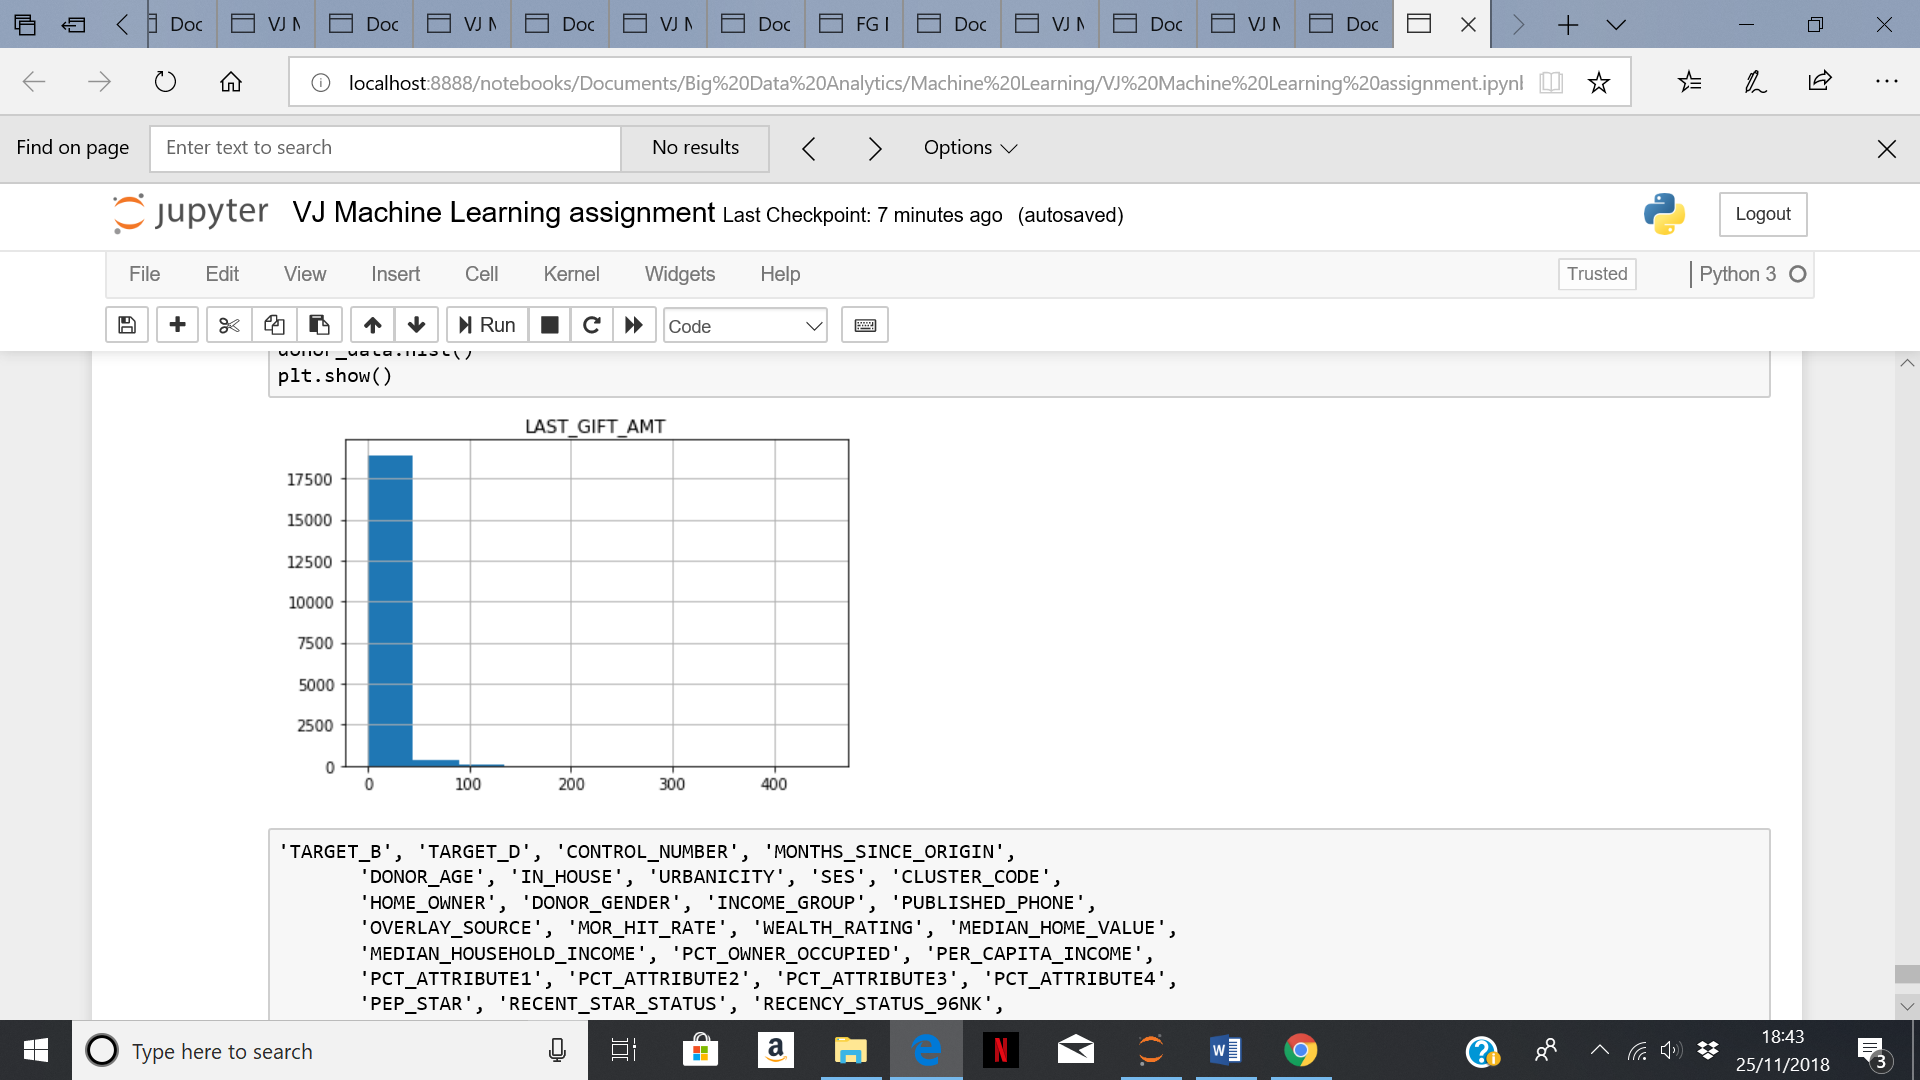 Doc VJ M Doc VJ M Doc VJ M Doc FG I Doc VJ M Doc VJ M Doc
localhost:8888/notebooks/Documents/Big%20Data%20Analytics/Machine%20Learning/VJ%20Machine%20Learning%20assignment.ipynb
Find on page Enter text to search No results Options
jupyter VJ Machine Learning assignment Last Checkpoint: 7 minutes ago (autosaved) Logout
File Edit View Insert Cell Kernel Widgets Help Trusted Python 3
Run Code
donor_data.hist()
plt.show()
LAST_GIFT_AMT
17500
15000
12500
10000
7500
5000
2500
0
0 100 200 300 400
'TARGET_B', 'TARGET_D', 'CONTROL_NUMBER', 'MONTHS_SINCE_ORIGIN',
'DONOR_AGE', 'IN_HOUSE', 'URBANICITY', 'SES', 'CLUSTER_CODE',
'HOME_OWNER', 'DONOR_GENDER', 'INCOME_GROUP', 'PUBLISHED_PHONE',
'OVERLAY_SOURCE', 'MOR_HIT_RATE', 'WEALTH_RATING', 'MEDIAN_HOME_VALUE',
'MEDIAN_HOUSEHOLD_INCOME', 'PCT_OWNER_OCCUPIED', 'PER_CAPITA_INCOME',
'PCT_ATTRIBUTE1', 'PCT_ATTRIBUTE2', 'PCT_ATTRIBUTE3', 'PCT_ATTRIBUTE4',
'PEP_STAR', 'RECENT_STAR_STATUS', 'RECENCY_STATUS_96NK',
Type here to search a N W ? 18:43
25/11/2018 3